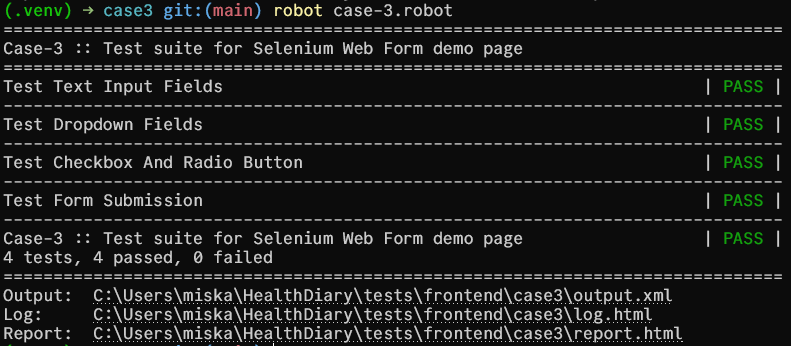 (.venv) → case3 git:(main) robot case-3.robot
==============================================================================
Case-3 :: Test suite for Selenium Web Form demo page
==============================================================================
Test Text Input Fields                                                | PASS |
------------------------------------------------------------------------------
Test Dropdown Fields                                                  | PASS |
------------------------------------------------------------------------------
Test Checkbox And Radio Button                                        | PASS |
------------------------------------------------------------------------------
Test Form Submission                                                  | PASS |
------------------------------------------------------------------------------
Case-3 :: Test suite for Selenium Web Form demo page                  | PASS |
4 tests, 4 passed, 0 failed
==============================================================================
Output:  C:\Users\miska\HealthDiary\tests\frontend\case3\output.xml
Log:     C:\Users\miska\HealthDiary\tests\frontend\case3\log.html
Report:  C:\Users\miska\HealthDiary\tests\frontend\case3\report.html